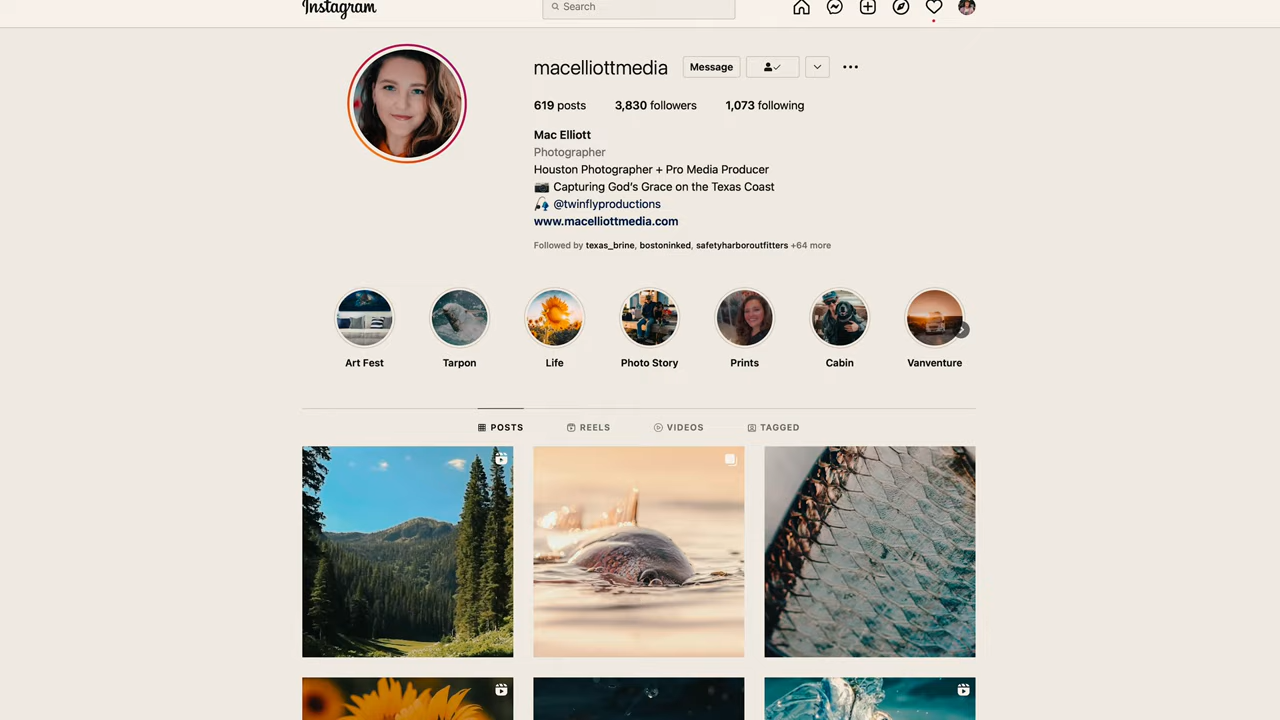 Instagram
Search
macelliottmedia
Message
619 posts 3,830 followers 1,073 following
Mac Elliott
Photographer
Houston Photographer + Pro Media Producer
📷 Capturing God's Grace on the Texas Coast
🎣 @twinflyproductions
www.macelliottmedia.com
Followed by texas_brine, bostoninked, safetyharboroutfitters +64 more
Art Fest Tarpon Life Photo Story Prints Cabin Vanventure
POSTS REELS VIDEOS TAGGED